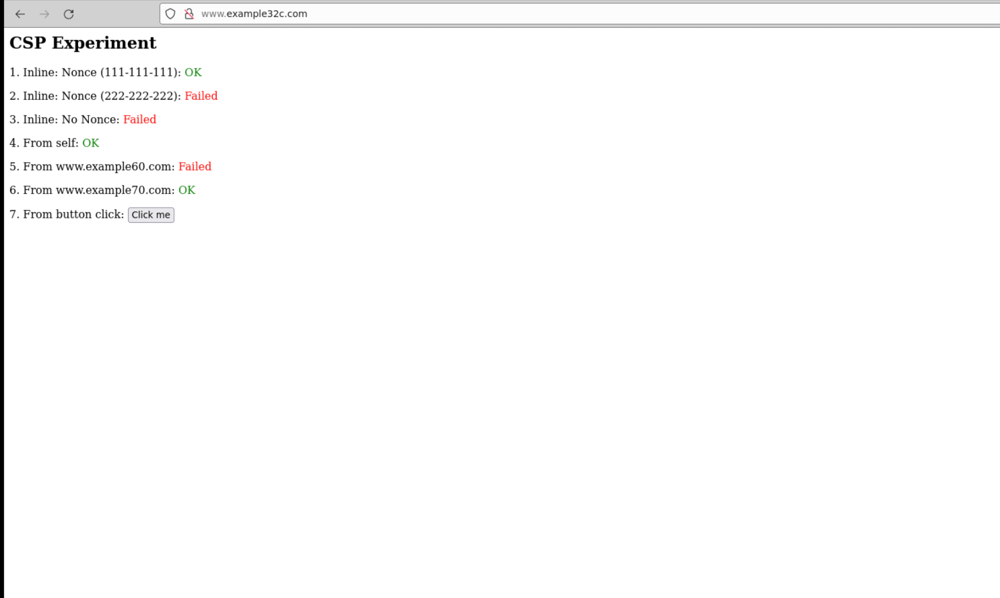 www.example32c.com
CSP Experiment
1. Inline: Nonce (111-111-111): OK
2. Inline: Nonce (222-222-222): Failed
3. Inline: No Nonce: Failed
4. From self: OK
5. From www.example60.com: Failed
6. From www.example70.com: OK
7. From button click: Click me